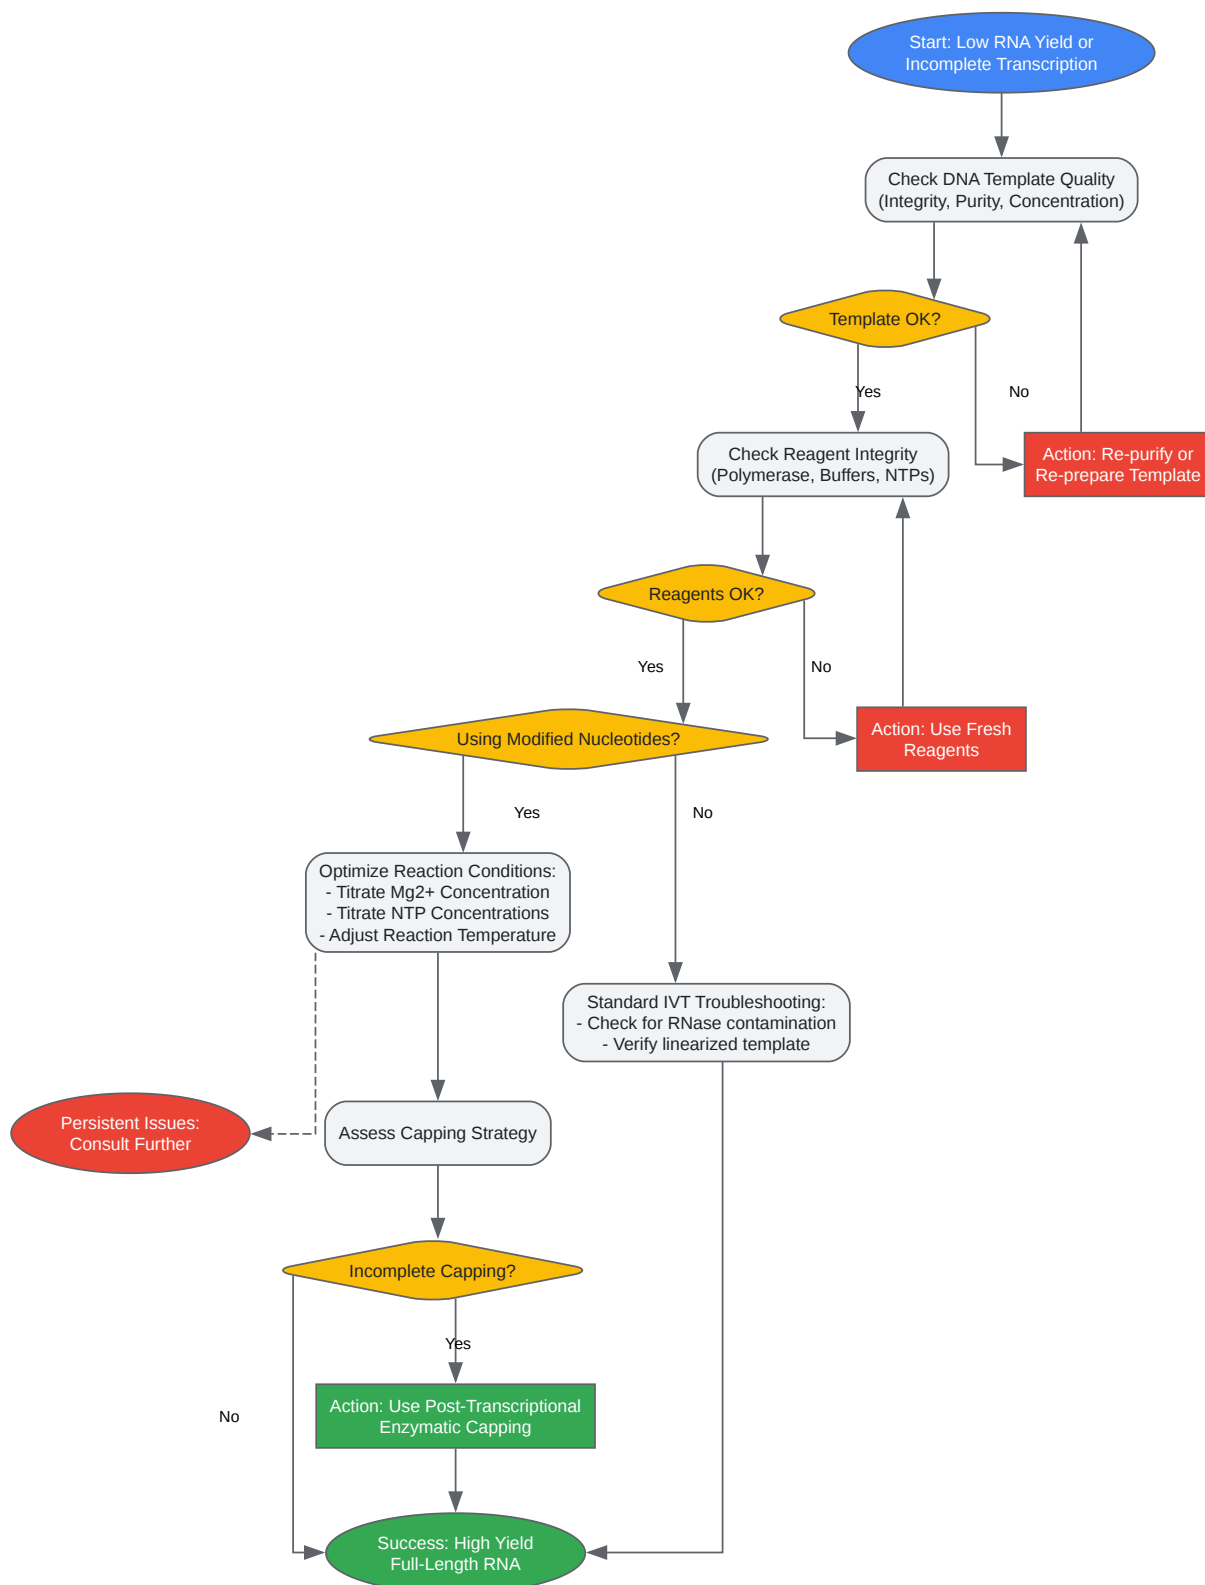 Start: Low RNA Yield or
Incomplete Transcription
Check DNA Template Quality
(Integrity, Purity, Concentration)
Template OK?
Yes
No
Check Reagent Integrity
(Polymerase, Buffers, NTPs)
Action: Re-purify or
Re-prepare Template
Reagents OK?
Yes
No
Using Modified Nucleotides?
Action: Use Fresh
Reagents
Yes
No
Optimize Reaction Conditions:
- Titrate Mg2+ Concentration
- Titrate NTP Concentrations
- Adjust Reaction Temperature
Standard IVT Troubleshooting:
- Check for RNase contamination
- Verify linearized template
Persistent Issues:
Consult Further
Assess Capping Strategy
Incomplete Capping?
Yes
No
Action: Use Post-Transcriptional
Enzymatic Capping
Success: High Yield
Full-Length RNA